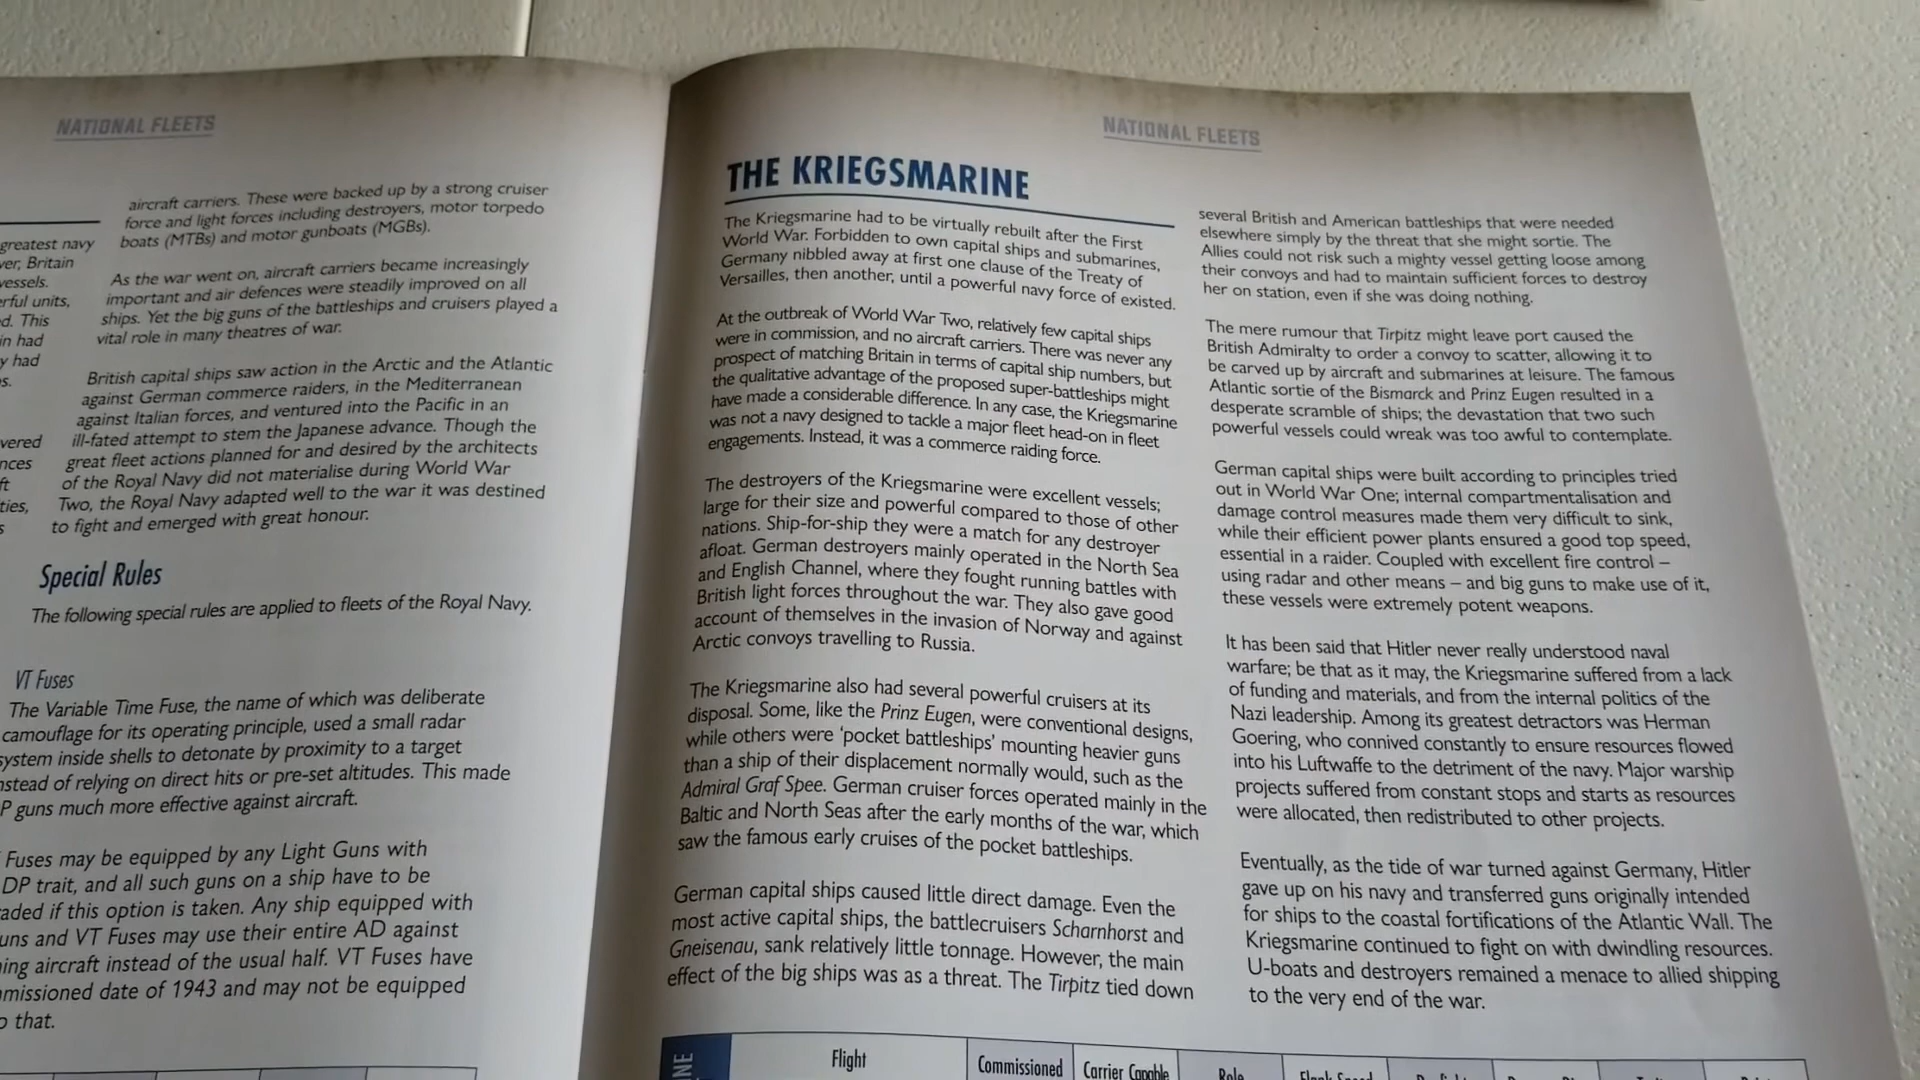 NATIONAL FLEETS
greatest navy
Britain
vessels.
units,
This
had
had
aircraft carriers. These were backed up by a strong cruiser
force and light forces including destroyers, motor torpedo
boats (MTBs) and motor gunboats (MGBs).
As the war went on, aircraft carriers became increasingly
important and air defences were steadily improved on all
ships. Yet the big guns of the battleships and cruisers played a
vital role in many theatres of war.
British capital ships saw action in the Arctic and the Atlantic
against German commerce raiders, in the Mediterranean
against Italian forces, and ventured into the Pacific in an
ill-fated attempt to stem the Japanese advance. Though the
great fleet actions planned for and desired by the architects
of the Royal Navy did not materialise during World War
Two, the Royal Navy adapted well to the war it was destined
to fight and emerged with great honour.
Special Rules
The following special rules are applied to fleets of the Royal Navy.
VT Fuses
The Variable Time Fuse, the name of which was deliberate
camouflage for its operating principle, used a small radar
system inside shells to detonate by proximity to a target
instead of relying on direct hits or pre-set altitudes. This made
guns much more effective against aircraft.
Fuses may be equipped by any Light Guns with
DP trait, and all such guns on a ship have to be
if this option is taken. Any ship equipped with
and VT Fuses may use their entire AD against
aircraft instead of the usual half. VT Fuses have
date of 1943 and may not be equipped
that.
NATIONAL FLEETS
THE KRIEGSMARINE
The Kriegsmarine had to be virtually rebuilt after the First
World War. Forbidden to own capital ships and submarines,
Germany nibbled away at first one clause of the Treaty of
Versailles, then another, until a powerful navy force of existed.
At the outbreak of World War Two, relatively few capital ships
were in commission, and no aircraft carriers. There was never any
prospect of matching Britain in terms of capital ship numbers, but
the qualitative advantage of the proposed super-battleships might
have made a considerable difference. In any case, the Kriegsmarine
was not a navy designed to tackle a major fleet head-on in fleet
engagements. Instead, it was a commerce raiding force.
The destroyers of the Kriegsmarine were excellent vessels;
large for their size and powerful compared to those of other
nations. Ship-for-ship they were a match for any destroyer
afloat. German destroyers mainly operated in the North Sea
and English Channel, where they fought running battles with
British light forces throughout the war. They also gave good
account of themselves in the invasion of Norway and against
Arctic convoys travelling to Russia.
The Kriegsmarine also had several powerful cruisers at its
disposal. Some, like the Prinz Eugen, were conventional designs,
while others were 'pocket battleships' mounting heavier guns
than a ship of their displacement normally would, such as the
Admiral Graf Spee. German cruiser forces operated mainly in the
Baltic and North Seas after the early months of the war, which
saw the famous early cruises of the pocket battleships.
German capital ships caused little direct damage. Even the
most active capital ships, the battlecruisers Scharnhorst and
Gneisenau, sank relatively little tonnage. However, the main
effect of the big ships was as a threat. The Tirpitz tied down
several British and American battleships that were needed
elsewhere simply by the threat that she might sortie. The
Allies could not risk such a mighty vessel getting loose among
their convoys and had to maintain sufficient forces to destroy
her on station, even if she was doing nothing.
The mere rumour that Tirpitz might leave port caused the
British Admiralty to order a convoy to scatter, allowing it to
be carved up by aircraft and submarines at leisure. The famous
Atlantic sortie of the Bismarck and Prinz Eugen resulted in a
desperate scramble of ships; the devastation that two such
powerful vessels could wreak was too awful to contemplate.
German capital ships were built according to principles tried
out in World War One; internal compartmentalisation and
damage control measures made them very difficult to sink,
while their efficient power plants ensured a good top speed,
essential in a raider. Coupled with excellent fire control –
using radar and other means – and big guns to make use of it,
these vessels were extremely potent weapons.
It has been said that Hitler never really understood naval
warfare; be that as it may, the Kriegsmarine suffered from a lack
of funding and materials, and from the internal politics of the
Nazi leadership. Among its greatest detractors was Herman
Goering, who connived constantly to ensure resources flowed
into his Luftwaffe to the detriment of the navy. Major warship
projects suffered from constant stops and starts as resources
were allocated, then redistributed to other projects.
Eventually, as the tide of war turned against Germany, Hitler
gave up on his navy and transferred guns originally intended
for ships to the coastal fortifications of the Atlantic Wall. The
Kriegsmarine continued to fight on with dwindling resources.
U-boats and destroyers remained a menace to allied shipping
to the very end of the war.
Flight Commissioned Carrier Capable Role